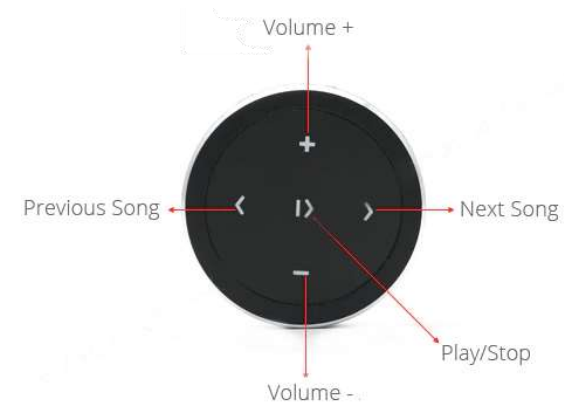 Volume +
Previous Song
Next Song
Play/Stop
Volume -